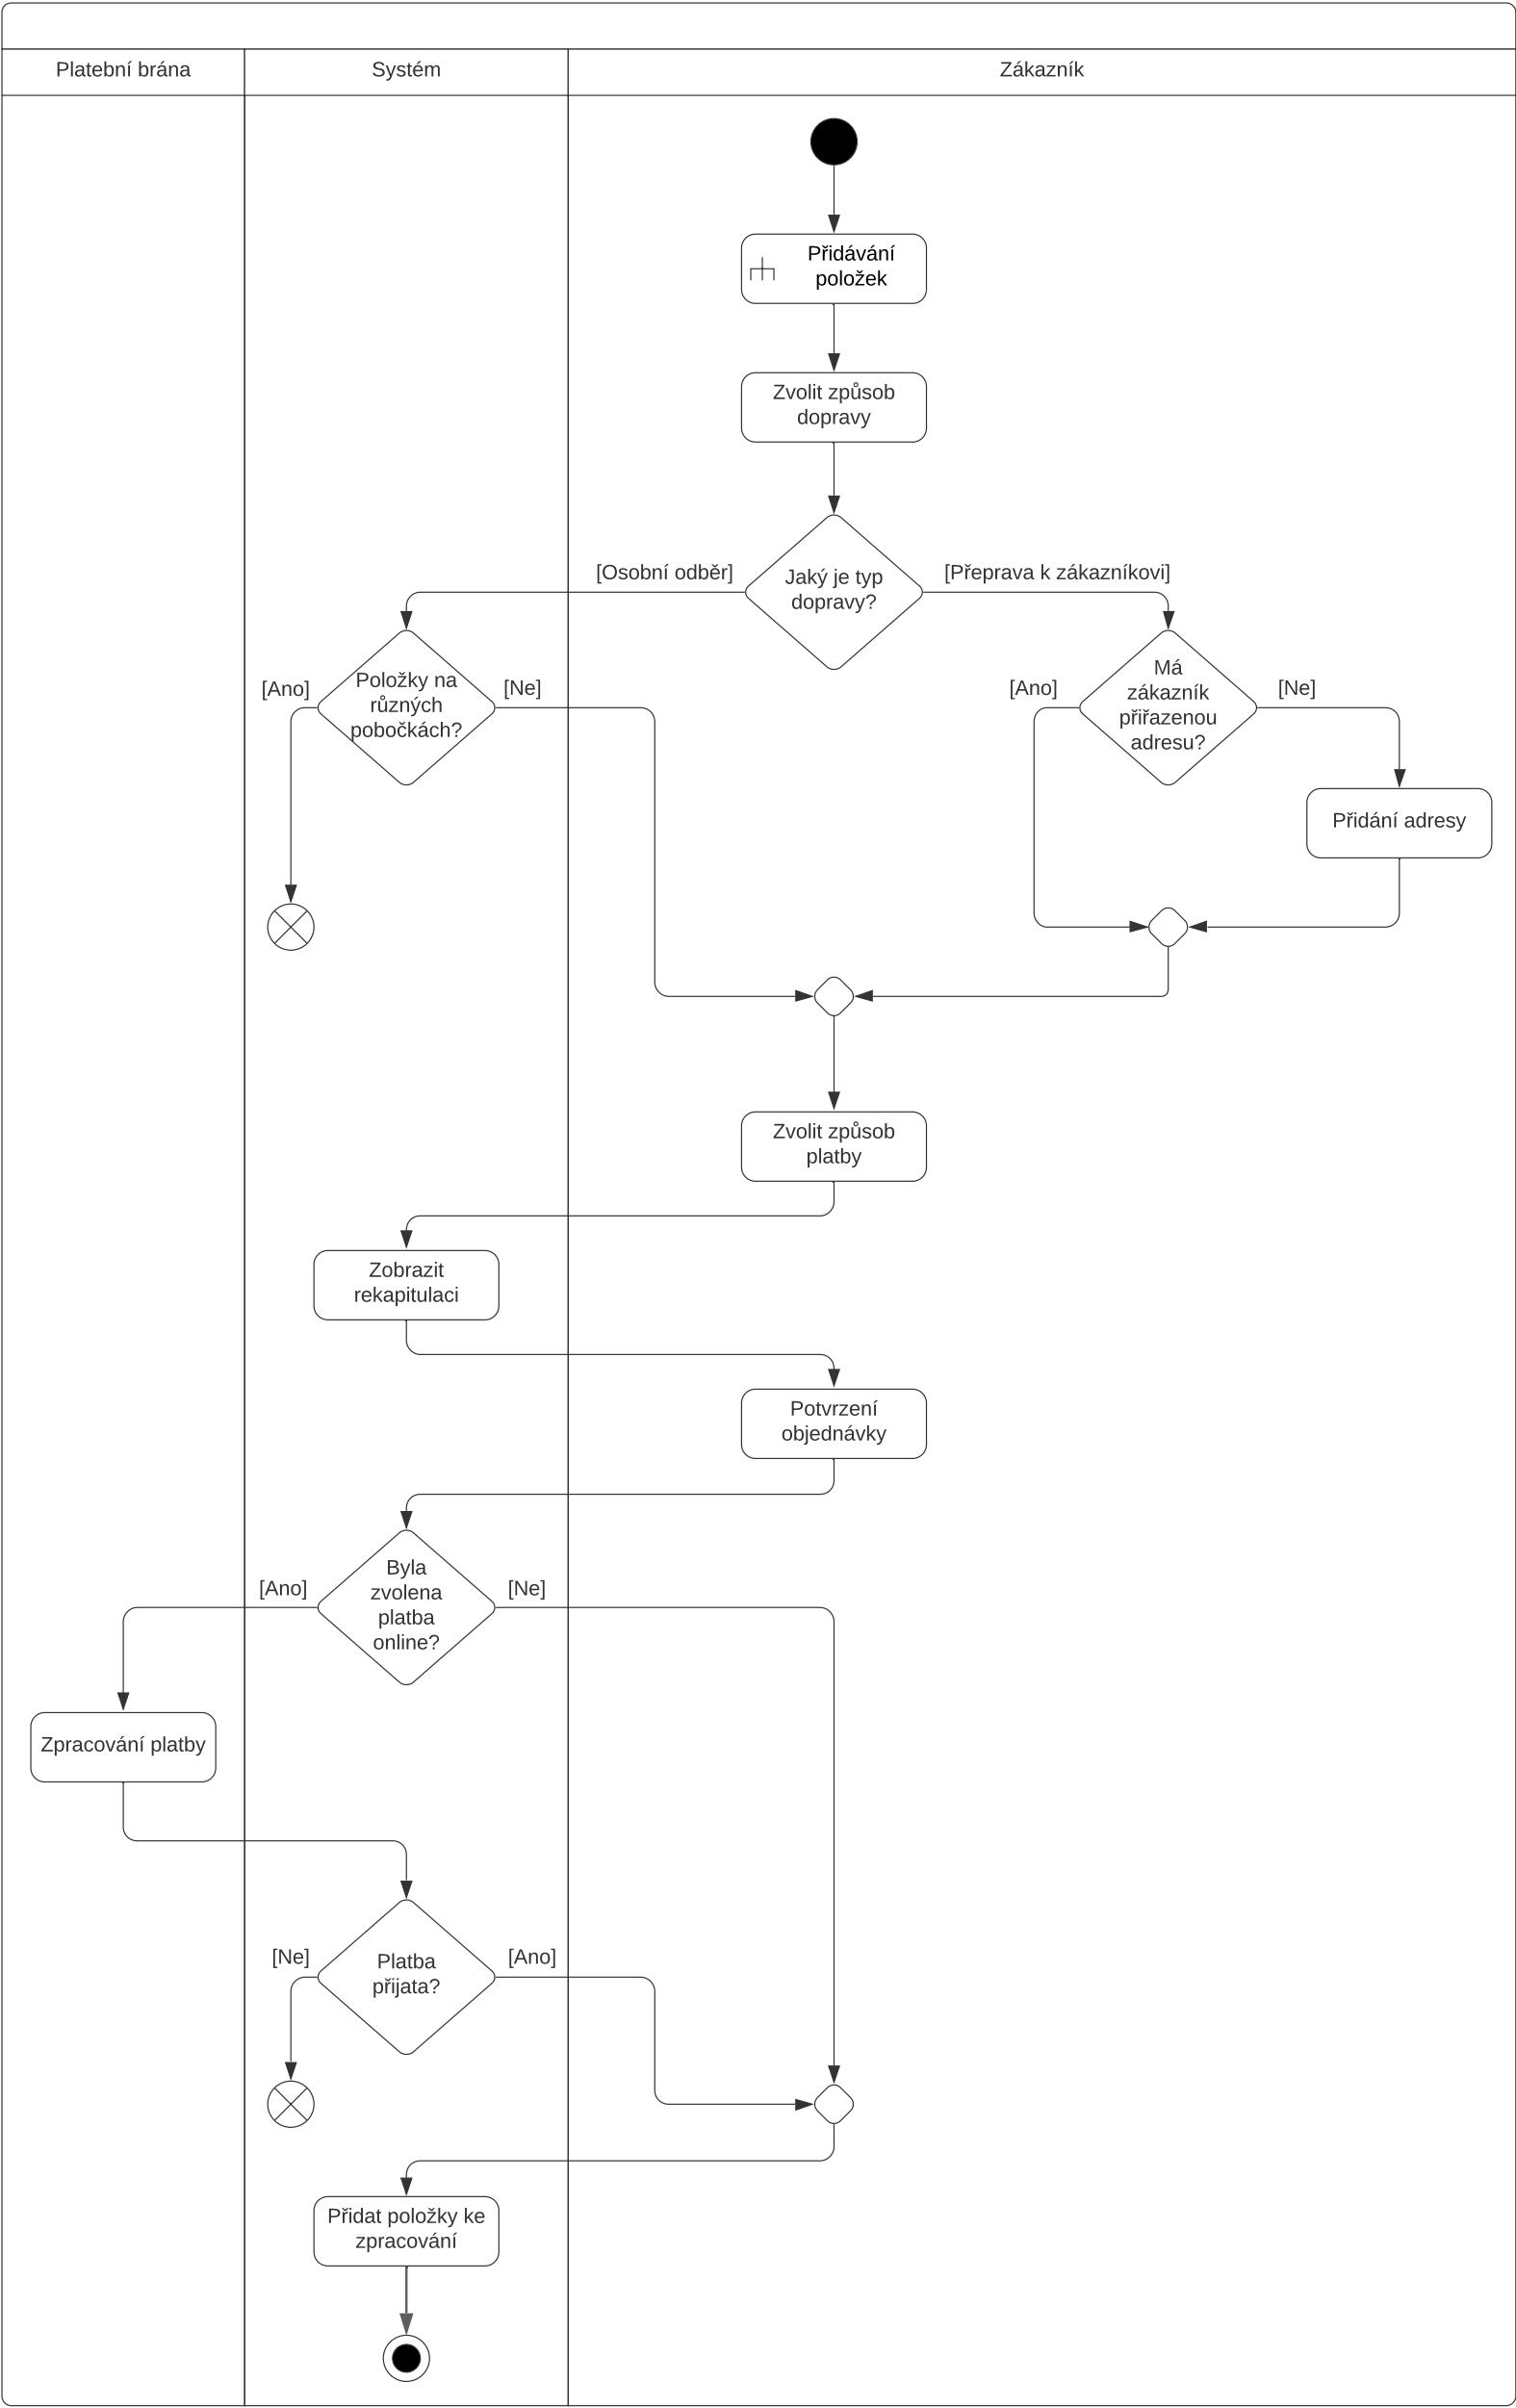 Platební brána
Systém
Zákazník
Přidávání
položek
Zvolit způsob
dopravy
[Osobní odběr]
Jaký je typ
dopravy?
[Přeprava k zákazníkovi]
[Ano]
Položky na
různých
pobočkách?
[Ne]
[Ano]
Má
zákazník
přiřazenou
adresu?
[Ne]
Přidání adresy
Zvolit způsob
platby
Zobrazit
rekapitulaci
Potvrzení
objednávky
[Ano]
Byla
zvolena
platba
online?
[Ne]
Zpracování platby
[Ne]
Platba
přijata?
[Ano]
Přidat položky ke
zpracování